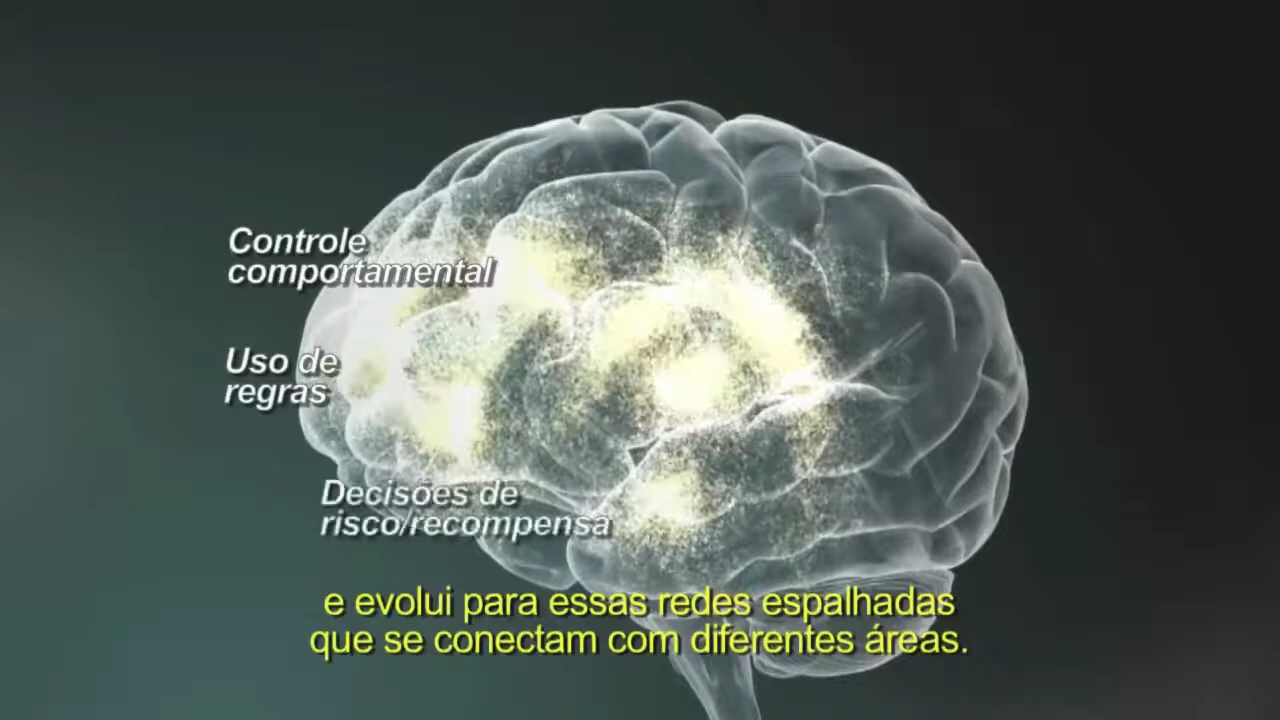 Controle
comportamental
Uso de
regras
Decisões de
risco/recompensa
e evolui para essas redes espalhadas
que se conectam com diferentes áreas.